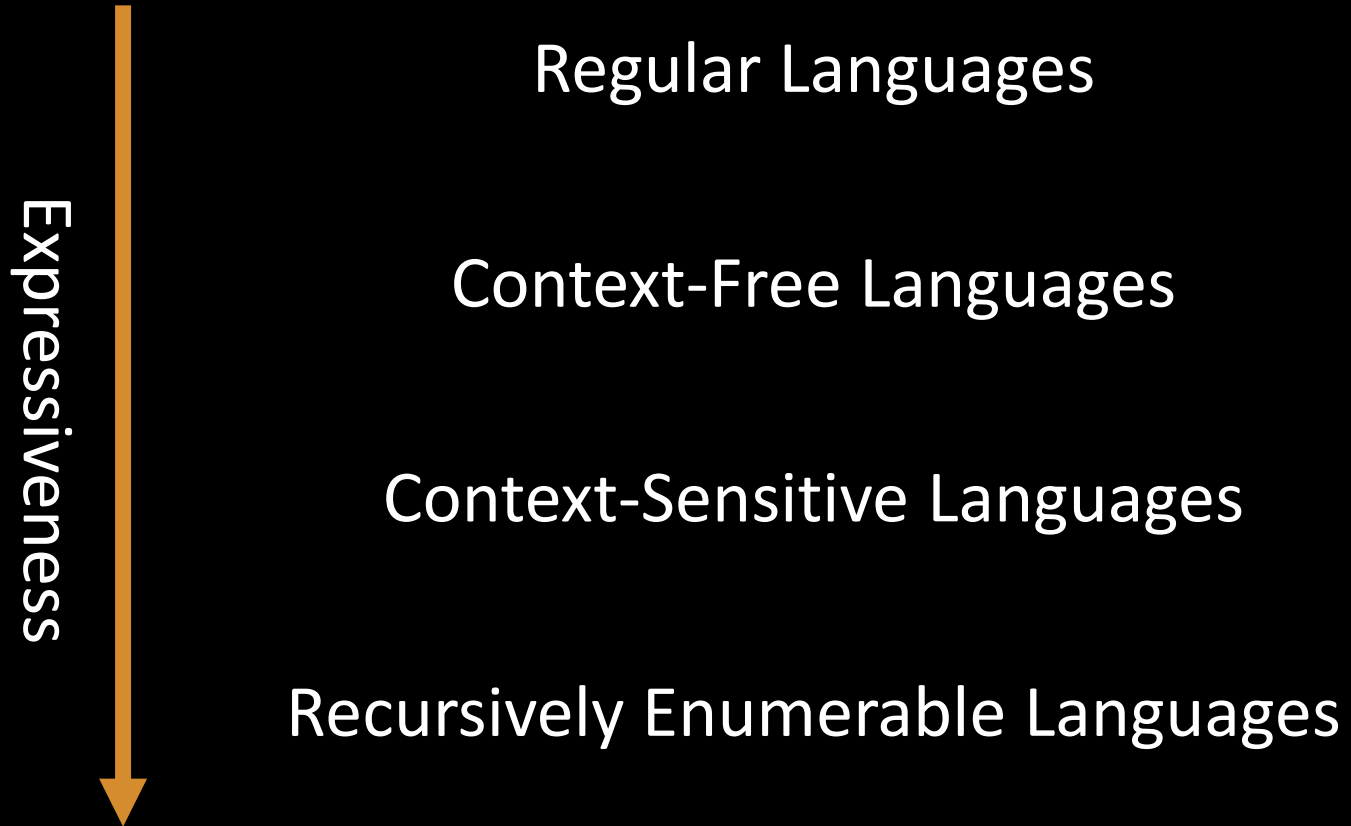 Expressiveness
Regular Languages
Context-Free Languages
Context-Sensitive Languages
Recursively Enumerable Languages